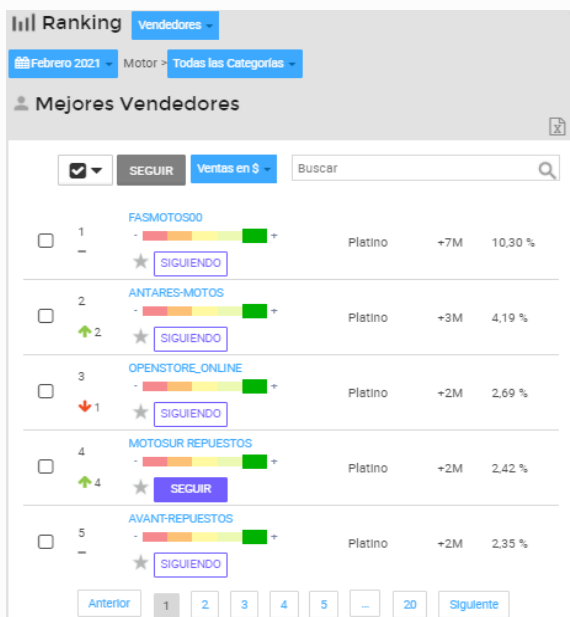 Ranking Vendedores
Febrero 2021 Motor > Todas las Categorías
Mejores Vendedores
SEGUIR Ventas en $ Buscar
FASMOTOS00
1 - + Platino +7M 10,30 %
SIGUIENDO
ANTARES-MOTOS
2 - + Platino +3M 4,19 %
2 SIGUIENDO
OPENSTORE_ONLINE
3 - + Platino +2M 2,69 %
1 SIGUIENDO
MOTOSUR REPUESTOS
4 - + Platino +2M 2,42 %
4 SEGUIR
AVANT-REPUESTOS
5 - + Platino +2M 2,35 %
SIGUIENDO
Anterior 1 2 3 4 5 ... 20 Siguiente